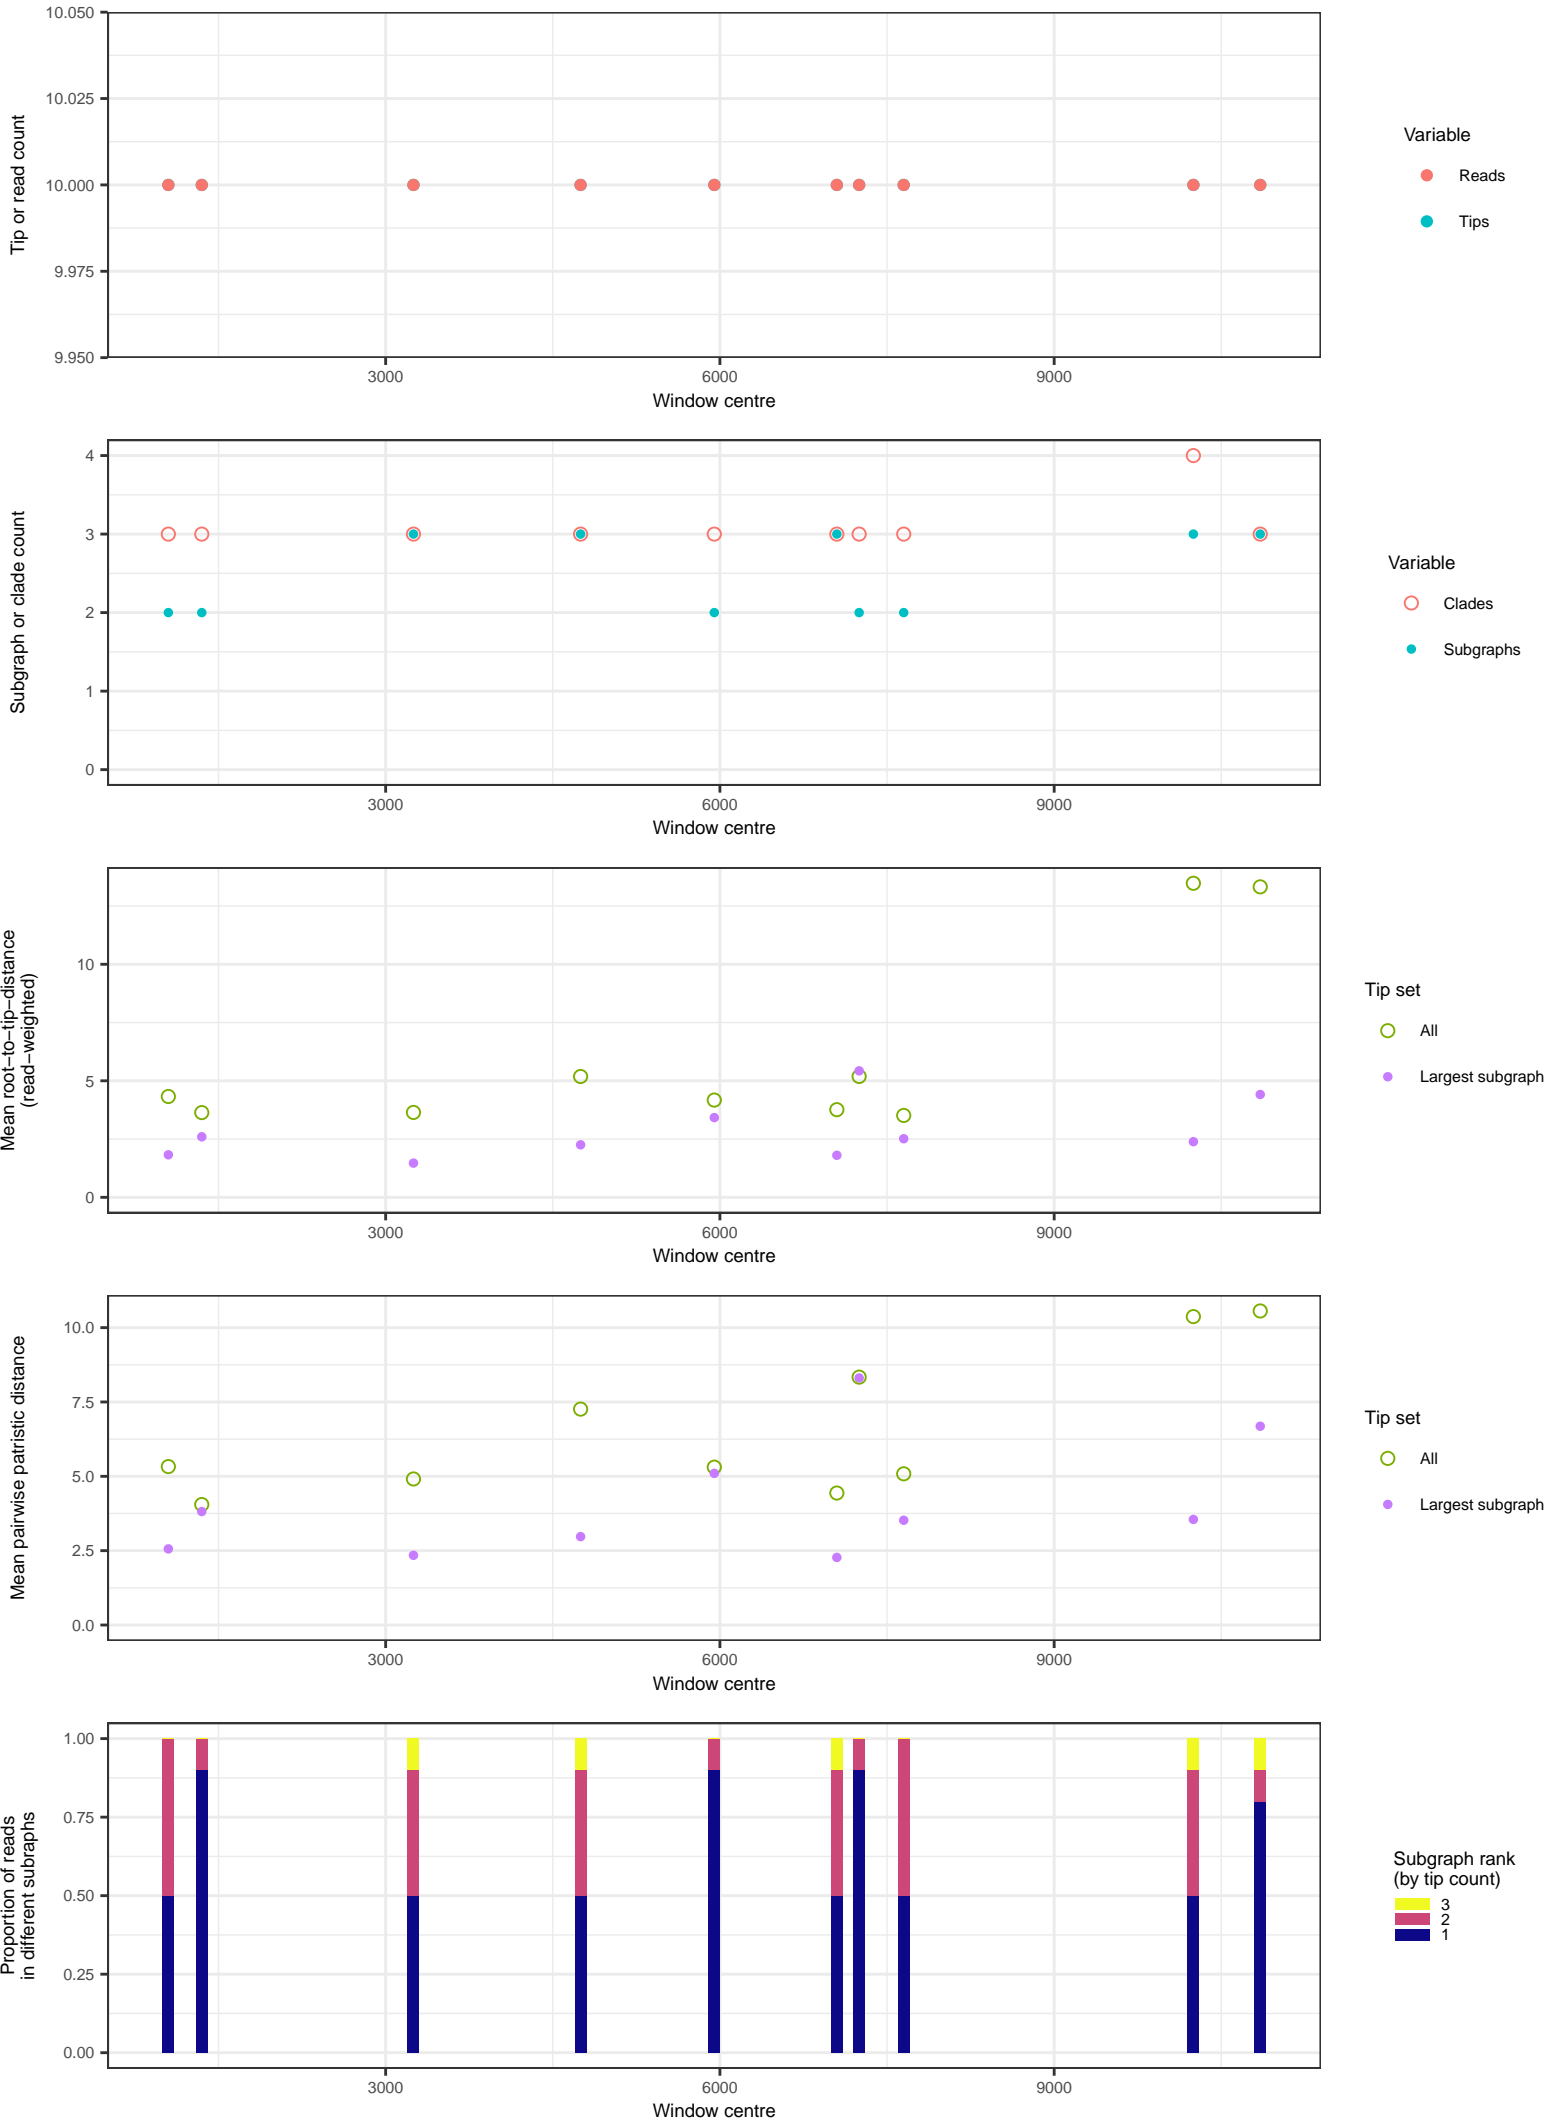 10.050
10.025
10.000
9.975
9.950
Tip or read count
3000
6000
9000
Window centre
Variable
Reads
Tips
4
3
2
1
0
Subgraph or clade count
3000
6000
9000
Window centre
Variable
Clades
Subgraphs
10
5
0
Mean root−to−tip−distance
(read−weighted)
3000
6000
9000
Window centre
Tip set
All
Largest subgraph
10.0
7.5
5.0
2.5
0.0
Mean pairwise patristic distance
3000
6000
9000
Window centre
Tip set
All
Largest subgraph
1.00
0.75
0.50
0.25
0.00
Proportion of reads
in different subraphs
3000
6000
9000
Window centre
Subgraph rank
(by tip count)
3
2
1